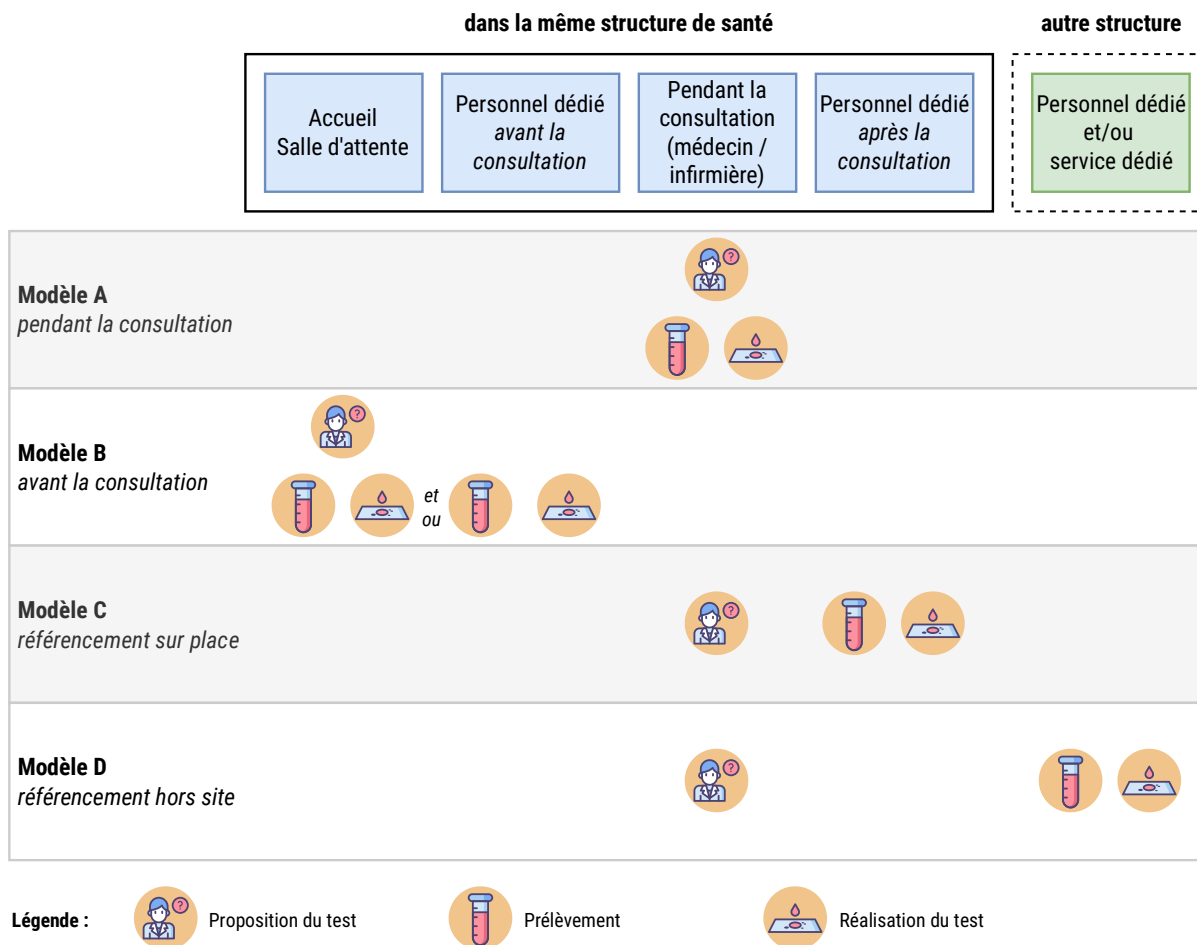 dans la même structure de santé
autre structure
Accueil
Salle d'attente
Personnel dédié
avant la
consultation
Pendant la
consultation
(médecin /
infirmière)
Personnel dédié
après la
consultation
Personnel dédié
et/ou
service dédié
Modèle A
pendant la consultation
?
Modèle B
avant la consultation
?
et
ou
Modèle C
référencement sur place
?
Modèle D
référencement hors site
?
Légende :
?
Proposition du test
Prélèvement
Réalisation du test